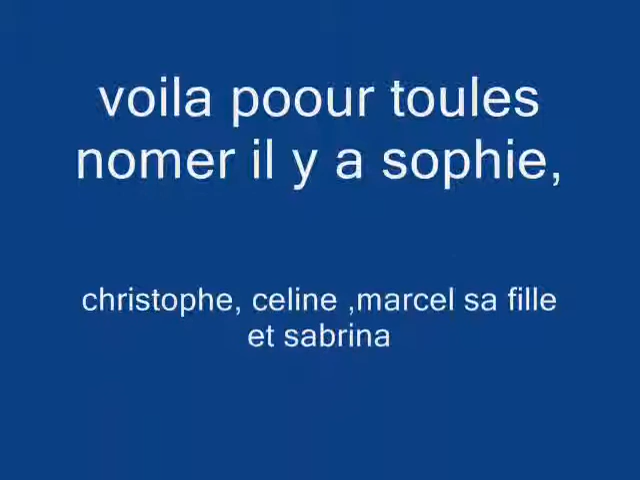 voila poour toules
nomer il y a sophie,
christophe, celine ,marcel sa fille
et sabrina